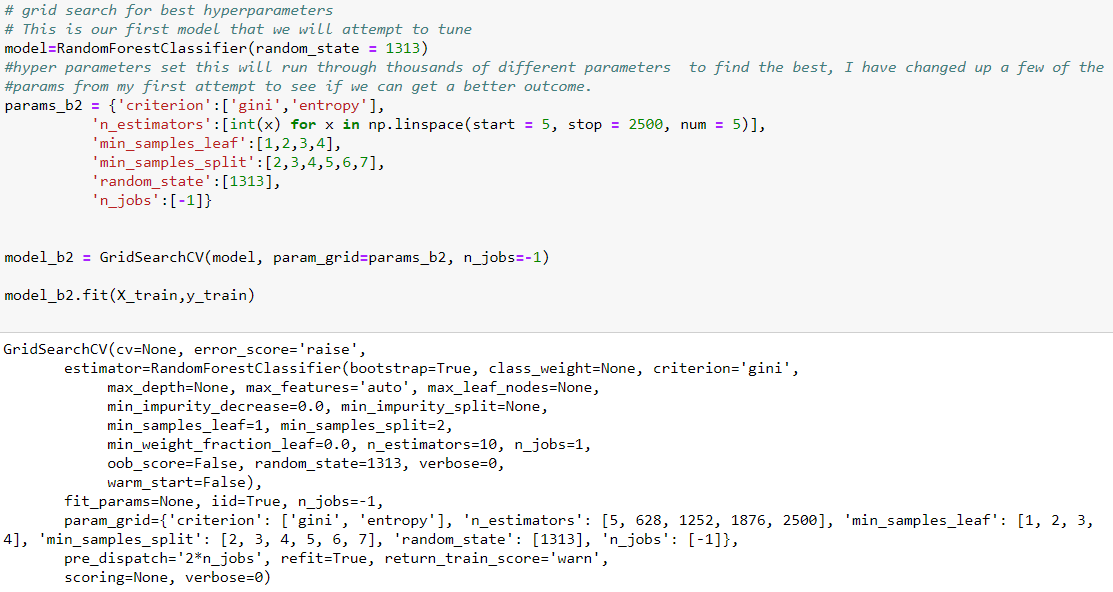 # grid search for best hyperparameters
# This is our first model that we will attempt to tune
model=RandomForestClassifier(random_state = 1313)
#hyper parameters set this will run through thousands of different parameters  to find the best, I have changed up a few of the
#params from my first attempt to see if we can get a better outcome.
params_b2 = {'criterion':['gini','entropy'],
'n_estimators':[int(x) for x in np.linspace(start = 5, stop = 2500, num = 5)],
'min_samples_leaf':[1,2,3,4],
'min_samples_split':[2,3,4,5,6,7],
'random_state':[1313],
'n_jobs':[-1]}
model_b2 = GridSearchCV(model, param_grid=params_b2, n_jobs=-1)
model_b2.fit(X_train,y_train)
GridSearchCV(cv=None, error_score='raise',
estimator=RandomForestClassifier(bootstrap=True, class_weight=None, criterion='gini',
max_depth=None, max_features='auto', max_leaf_nodes=None,
min_impurity_decrease=0.0, min_impurity_split=None,
min_samples_leaf=1, min_samples_split=2,
min_weight_fraction_leaf=0.0, n_estimators=10, n_jobs=1,
oob_score=False, random_state=1313, verbose=0,
warm_start=False),
fit_params=None, iid=True, n_jobs=-1,
param_grid={'criterion': ['gini', 'entropy'], 'n_estimators': [5, 628, 1252, 1876, 2500], 'min_samples_leaf': [1, 2, 3,
4], 'min_samples_split': [2, 3, 4, 5, 6, 7], 'random_state': [1313], 'n_jobs': [-1]},
pre_dispatch='2*n_jobs', refit=True, return_train_score='warn',
scoring=None, verbose=0)